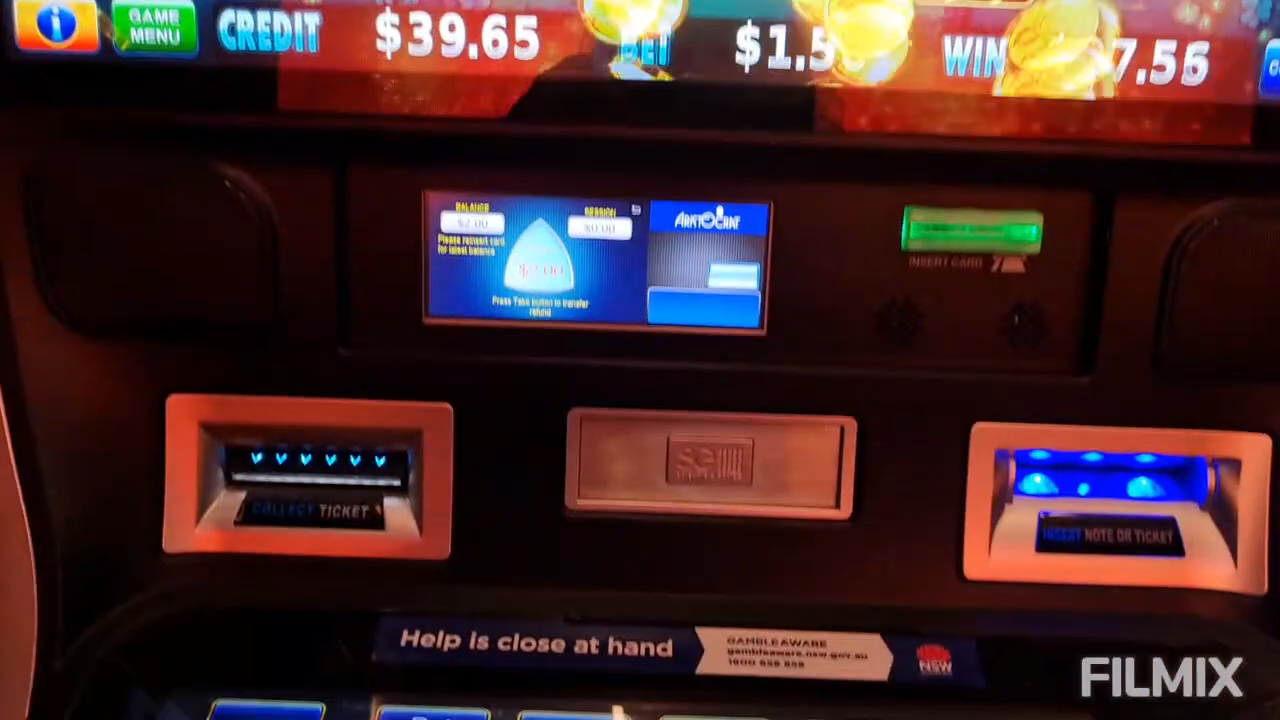 i
GAME
MENU
CREDIT
$39.65
BET
WIN
7.56
BALANCE
$2.00
Please reinsert card
for latest balance
SESSION
$0.00
$2.00
Press Take button to transfer
refund
ARISTOCRAT
INSERT CARD
COLLECT TICKET
INSERT NOTE OR TICKET
Help is close at hand
GAMBLEAWARE
gambleaware.nsw.gov.au
1800 858 858
NSW
FILMIX